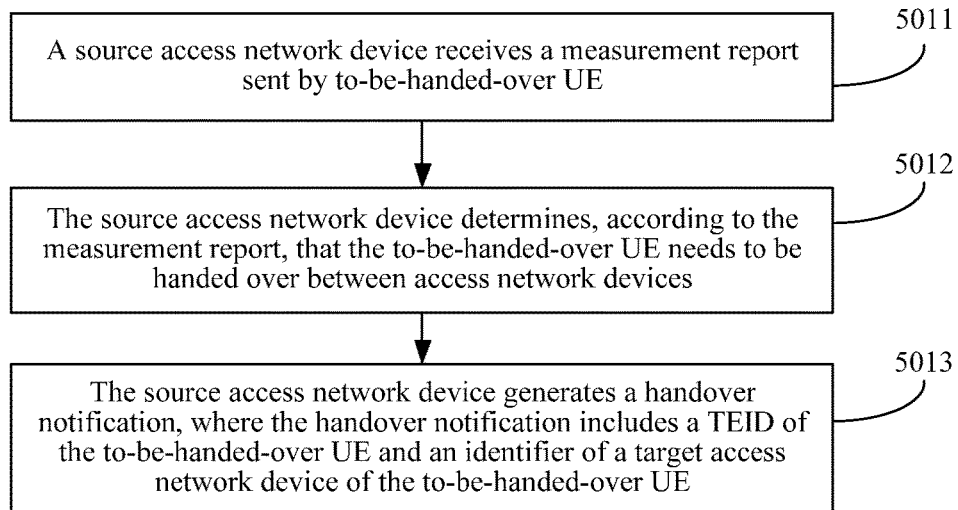 5011
A source access network device receives a measurement report
sent by to-be-handed-over UE
5012
The source access network device determines, according to the
measurement report, that the to-be-handed-over UE needs to be
handed over between access network devices
5013
The source access network device generates a handover
notification, where the handover notification includes a TEID of
the to-be-handed-over UE and an identifier of a target access
network device of the to-be-handed-over UE